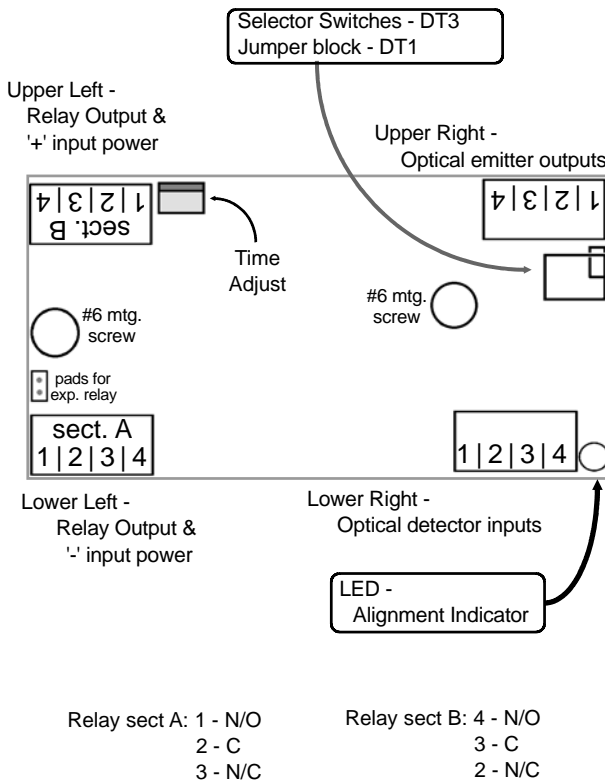 Selector Switches - DT3
Jumper block - DT1
Upper Left -
Relay Output &
'+' input power
Upper Right -
Optical emitter outputs
1|2|3|4
sect. B
1|2|3|4
Time
Adjust
#6 mtg.
screw
#6 mtg.
screw
pads for
exp. relay
sect. A
1|2|3|4
1|2|3|4
Lower Left -
Relay Output &
'-' input power
Lower Right -
Optical detector inputs
LED -
Alignment Indicator
Relay sect A: 1 - N/O
2 - C
3 - N/C
Relay sect B: 4 - N/O
3 - C
2 - N/C